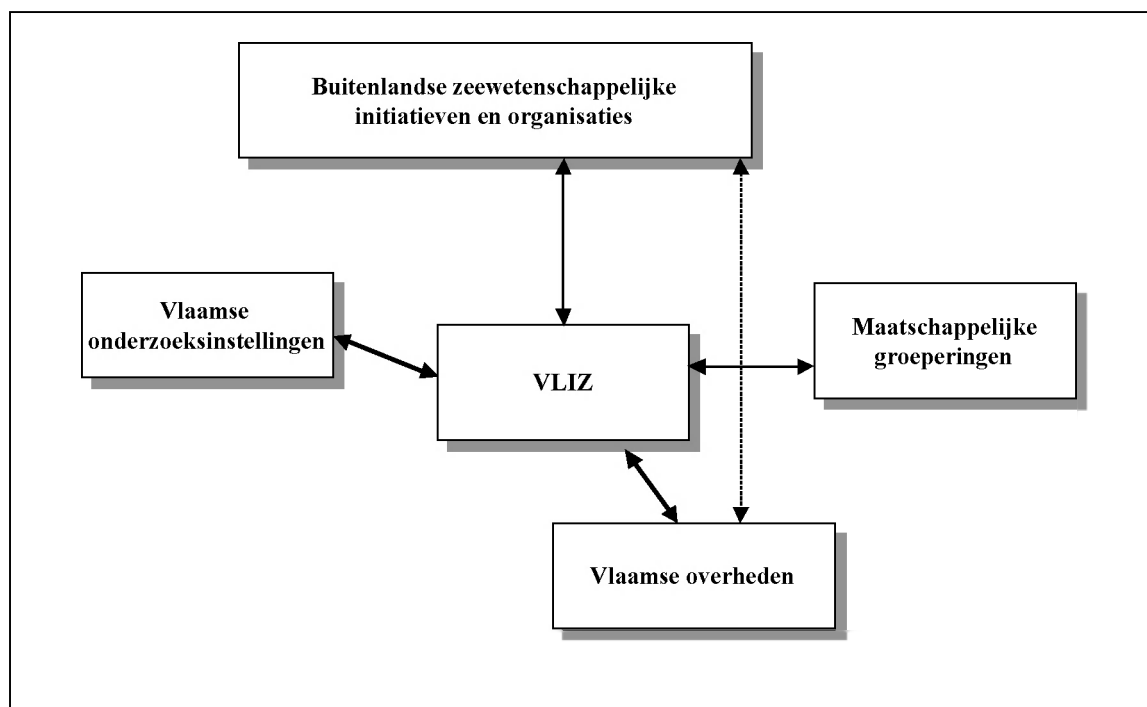 Buitenlandse zeewetenschappelijke
initiatieven en organisaties
Vlaamse
onderzoeksinstellingen
Maatschappelijke
groeperingen
VLIZ
Vlaamse overheden